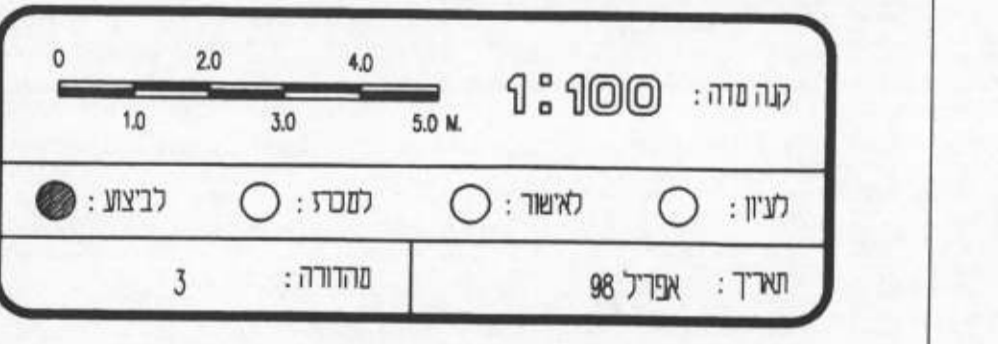 קנה מדה : 1:100
0 2.0 4.0
1.0 3.0 5.0 M.
לעיון : לאישור : למכרז : לביצוע :
תאריך : אפריל 98 מהדורה : 3